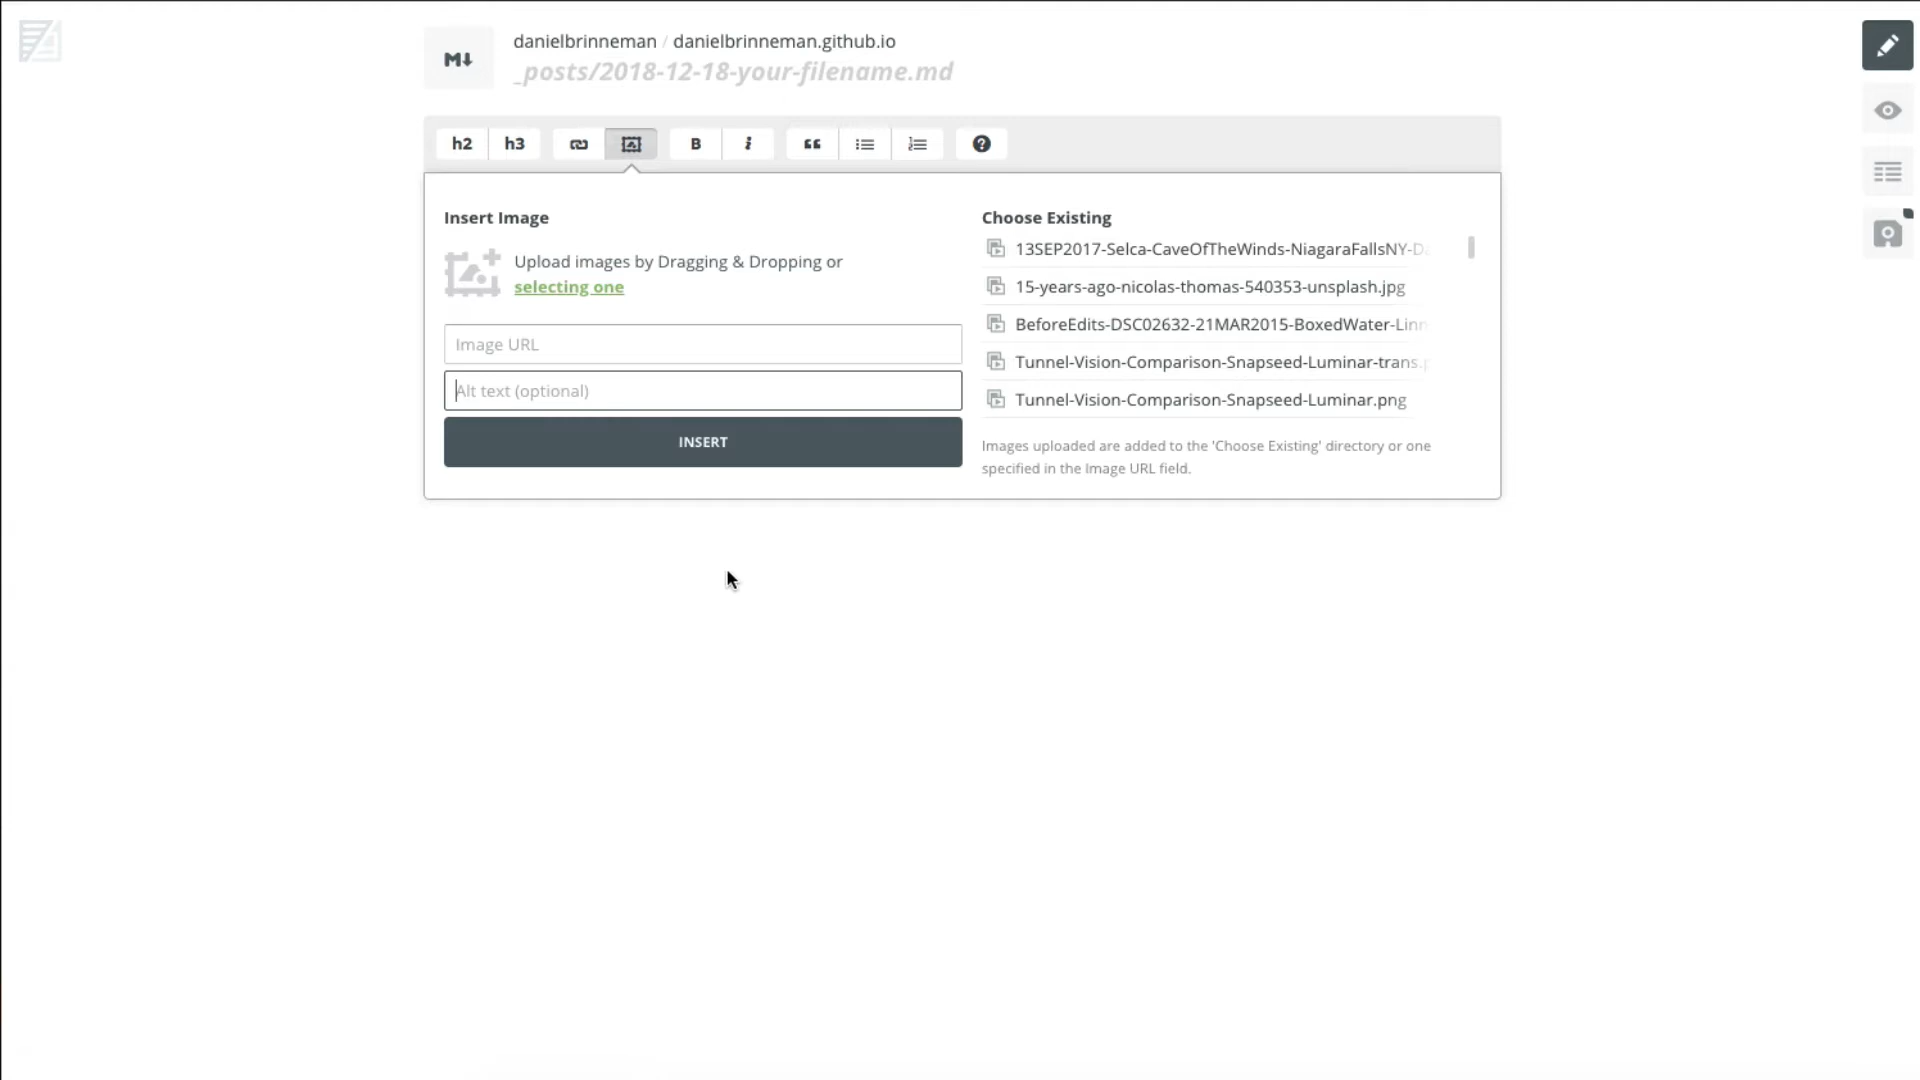 danielbrinneman / danielbrinneman.github.io
_posts/2018-12-18-your-filename.md
M
h2 h3 B i ?
Insert Image
Upload images by Dragging & Dropping or
selecting one
Image URL
Alt text (optional)
INSERT
Choose Existing
13SEP2017-Selca-CaveOfTheWinds-NiagaraFallsNY-D
15-years-ago-nicolas-thomas-540353-unsplash.jpg
BeforeEdits-DSC02632-21MAR2015-BoxedWater-Linn
Tunnel-Vision-Comparison-Snapseed-Luminar-trans.p
Tunnel-Vision-Comparison-Snapseed-Luminar.png
Images uploaded are added to the 'Choose Existing' directory or one
specified in the Image URL field.